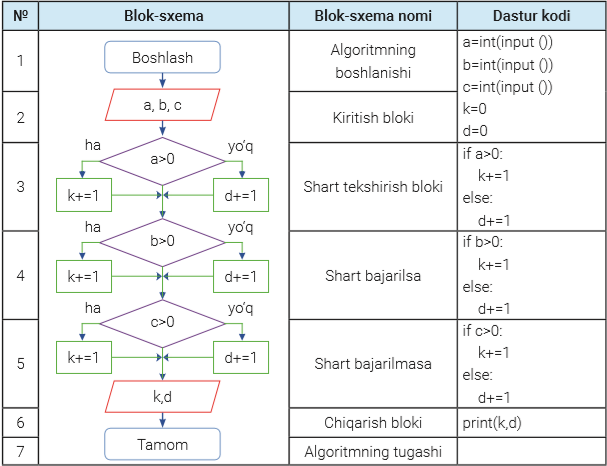 № Blok-sxema Blok-sxema nomi Dastur kodi
1
Boshlash
Algoritmning
boshlanishi
a=int(input ())
b=int(input ())
c=int(input ())
2
a, b, c
Kiritish bloki
k=0
d=0
3
ha
a>0
yo‘q
k+=1
d+=1
Shart tekshirish bloki
if a>0:
k+=1
else:
d+=1
4
ha
b>0
yo‘q
k+=1
d+=1
Shart bajarilsa
if b>0:
k+=1
else:
d+=1
5
ha
c>0
yo‘q
k+=1
d+=1
Shart bajarilmasa
if c>0:
k+=1
else:
d+=1
6
k,d
Chiqarish bloki
print(k,d)
7
Tamom
Algoritmning tugashi